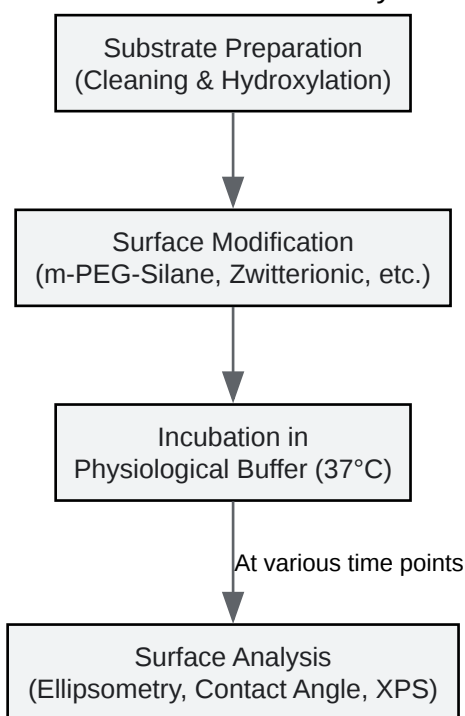 Substrate Preparation
(Cleaning & Hydroxylation)
Surface Modification
(m-PEG-Silane, Zwitterionic, etc.)
Incubation in
Physiological Buffer (37°C)
At various time points
Surface Analysis
(Ellipsometry, Contact Angle, XPS)